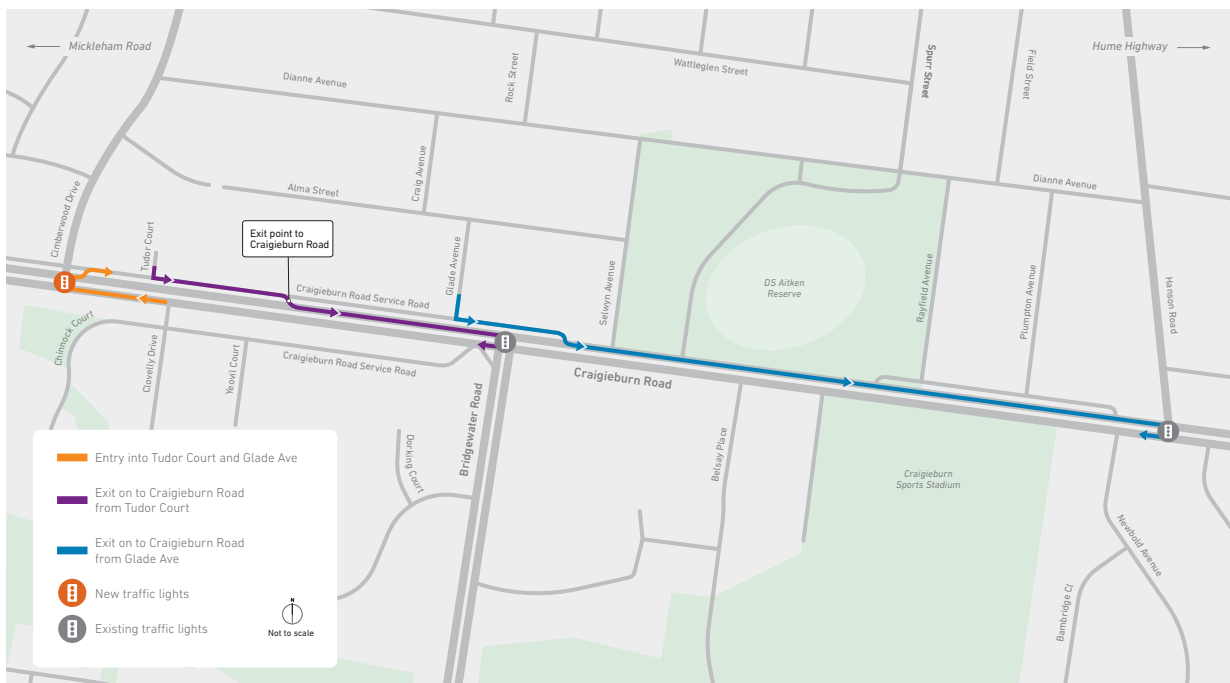 Mickleham Road
Hume Highway
Spurr Street
Field Street
Rock Street
Wattleglen Street
Dianne Avenue
Craig Avenue
Alma Street
Dianne Avenue
Cimberwood Drive
Tudor Court
Exit point to
Craigieburn Road
Glade Avenue
Selwyn Avenue
DS Aitken
Reserve
Rayfield Avenue
Plumpton Avenue
Hanson Road
Craigieburn Road Service Road
Chinnock Court
Clovelly Drive
Yeovil Court
Craigieburn Road Service Road
Craigieburn Road
Bridgewater Road
Dorking Court
Belsay Place
Craigieburn
Sports Stadium
Newbold Avenue
Bambridge Cl
Entry into Tudor Court and Glade Ave
Exit on to Craigieburn Road
from Tudor Court
Exit on to Craigieburn Road
from Glade Ave
New traffic lights
Existing traffic lights
N
Not to scale